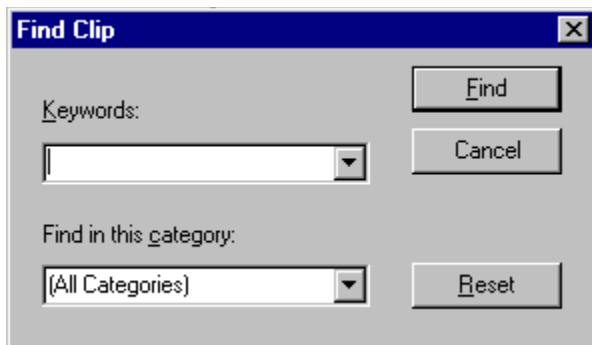 Find Clip
Find
Keywords:
Cancel
Find in this category:
(All Categories)
Reset